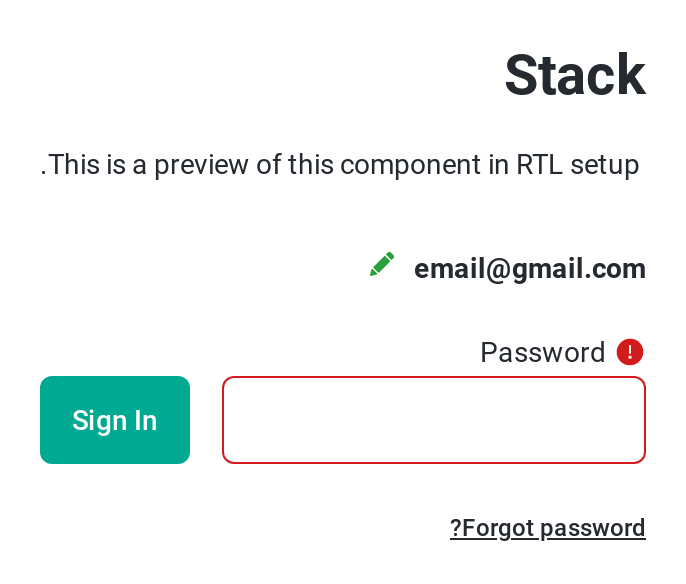 Stack
.This is a preview of this component in RTL setup
email@gmail.com
Password
Sign In
?Forgot password